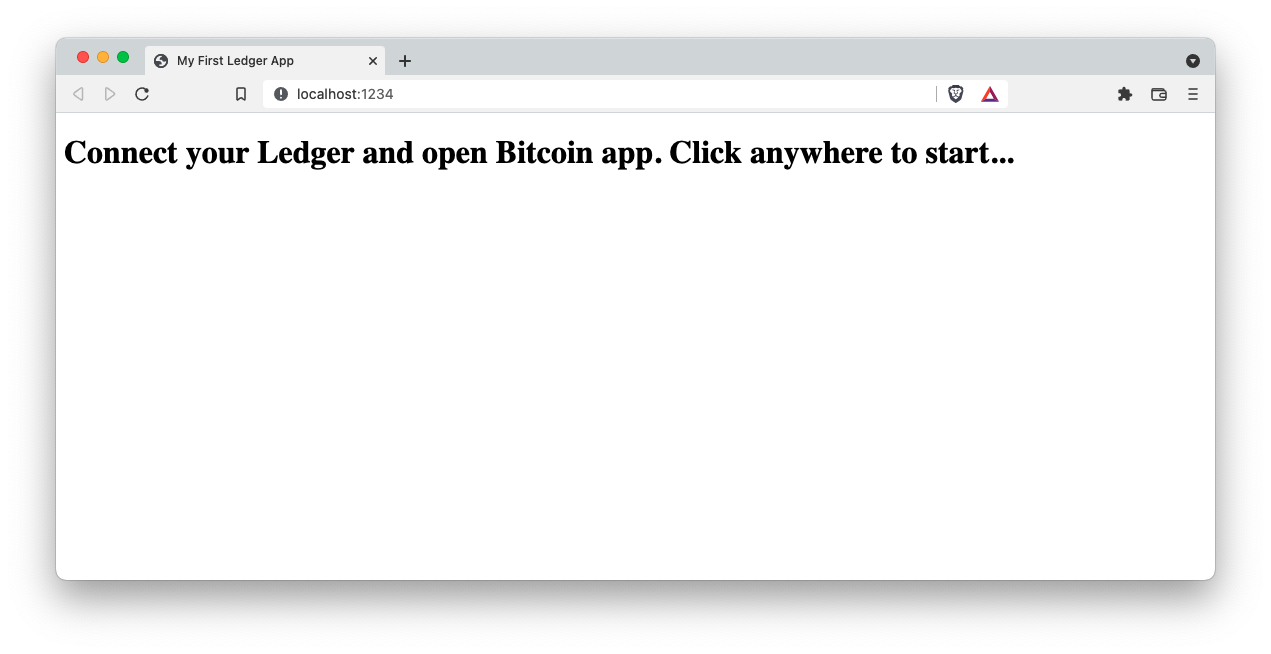 My First Ledger App
localhost:1234
Connect your Ledger and open Bitcoin app. Click anywhere to start...